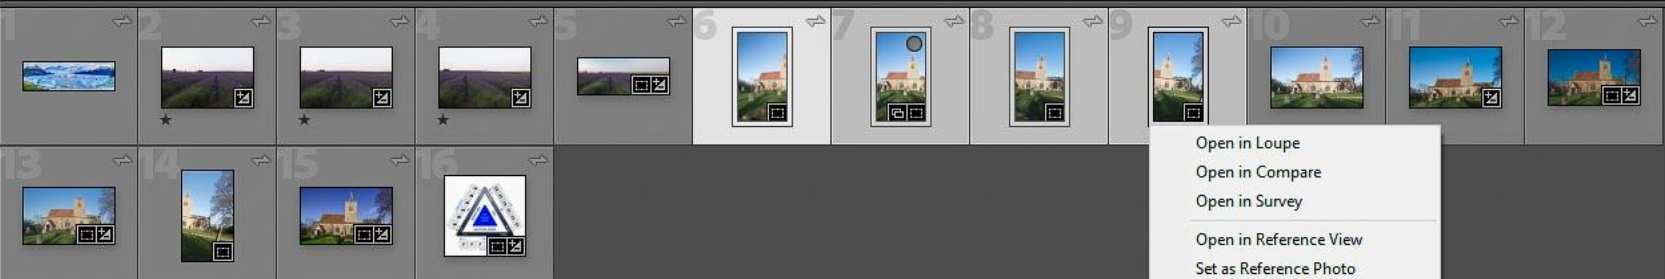 1 2 3 4 5 6 7 8 9 10 11 12
13 14 15 16
Open in Loupe
Open in Compare
Open in Survey
Open in Reference View
Set as Reference Photo